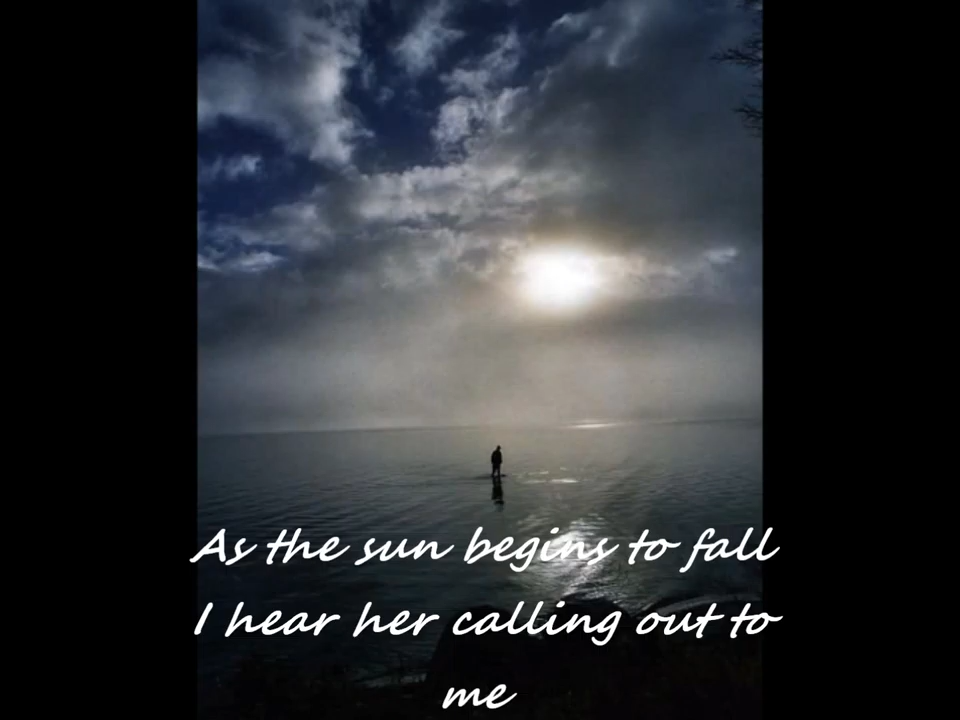 As the sun begins to fall
I hear her calling out to
me